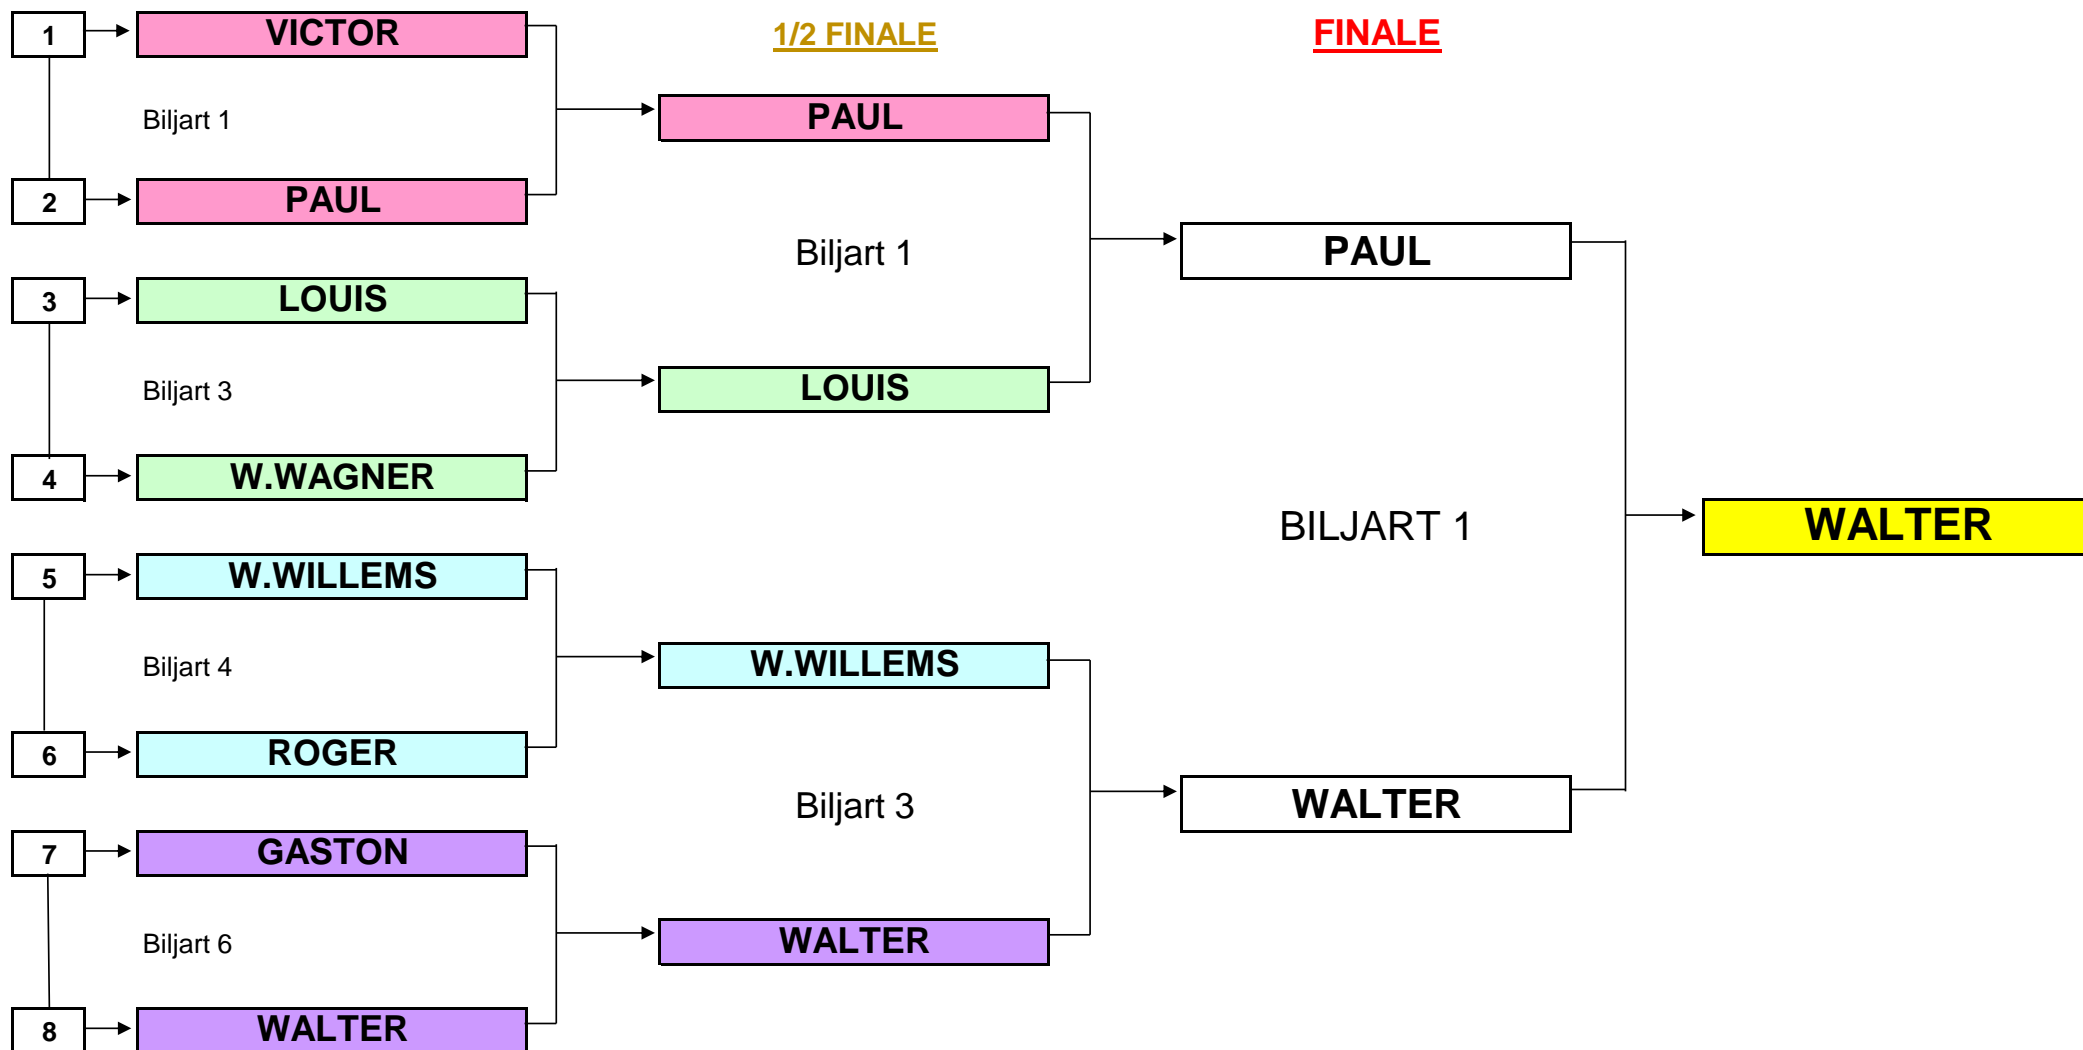 1
VICTOR
1/2 FINALE
FINALE
Biljart 1
PAUL
2
PAUL
Biljart 1
PAUL
3
LOUIS
Biljart 3
LOUIS
4
W.WAGNER
BILJART 1
WALTER
5
W.WILLEMS
Biljart 4
W.WILLEMS
6
ROGER
Biljart 3
WALTER
7
GASTON
Biljart 6
WALTER
8
WALTER